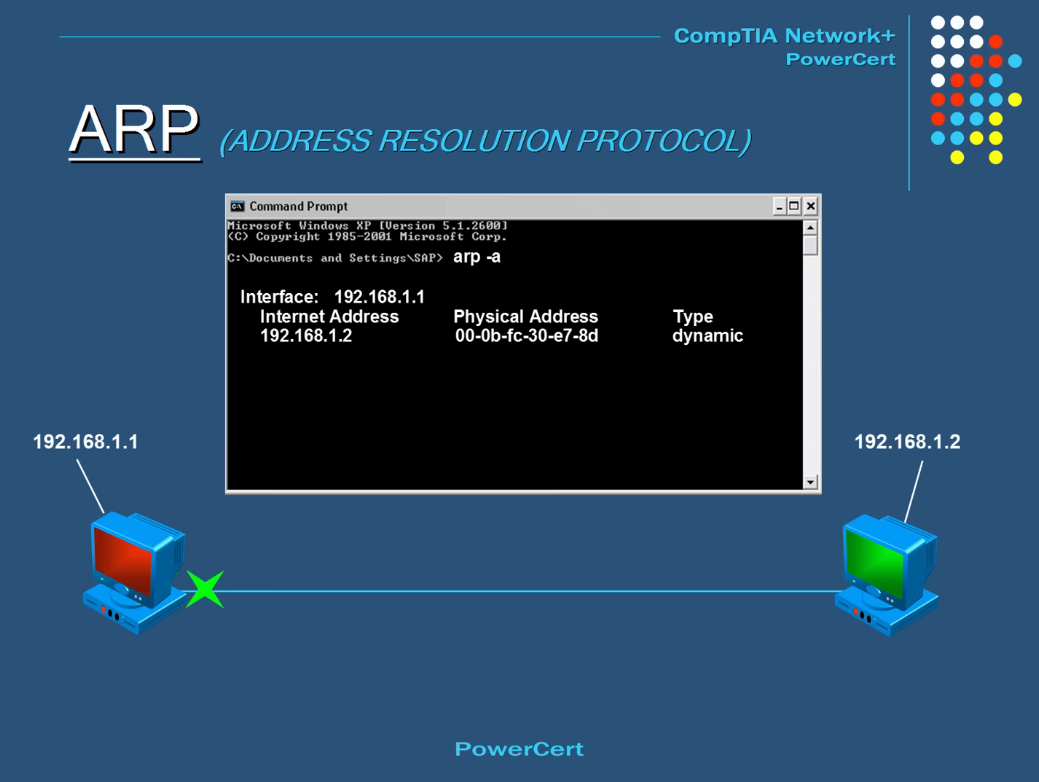 CompTIA Network+
PowerCert
ARP (ADDRESS RESOLUTION PROTOCOL)
Command Prompt
Microsoft Windows XP [Version 5.1.2600]
(C) Copyright 1985-2001 Microsoft Corp.
C:\Documents and Settings\SAP> arp -a
Interface: 192.168.1.1
Internet Address Physical Address Type
192.168.1.2 00-0b-fc-30-e7-8d dynamic
192.168.1.1
192.168.1.2
PowerCert